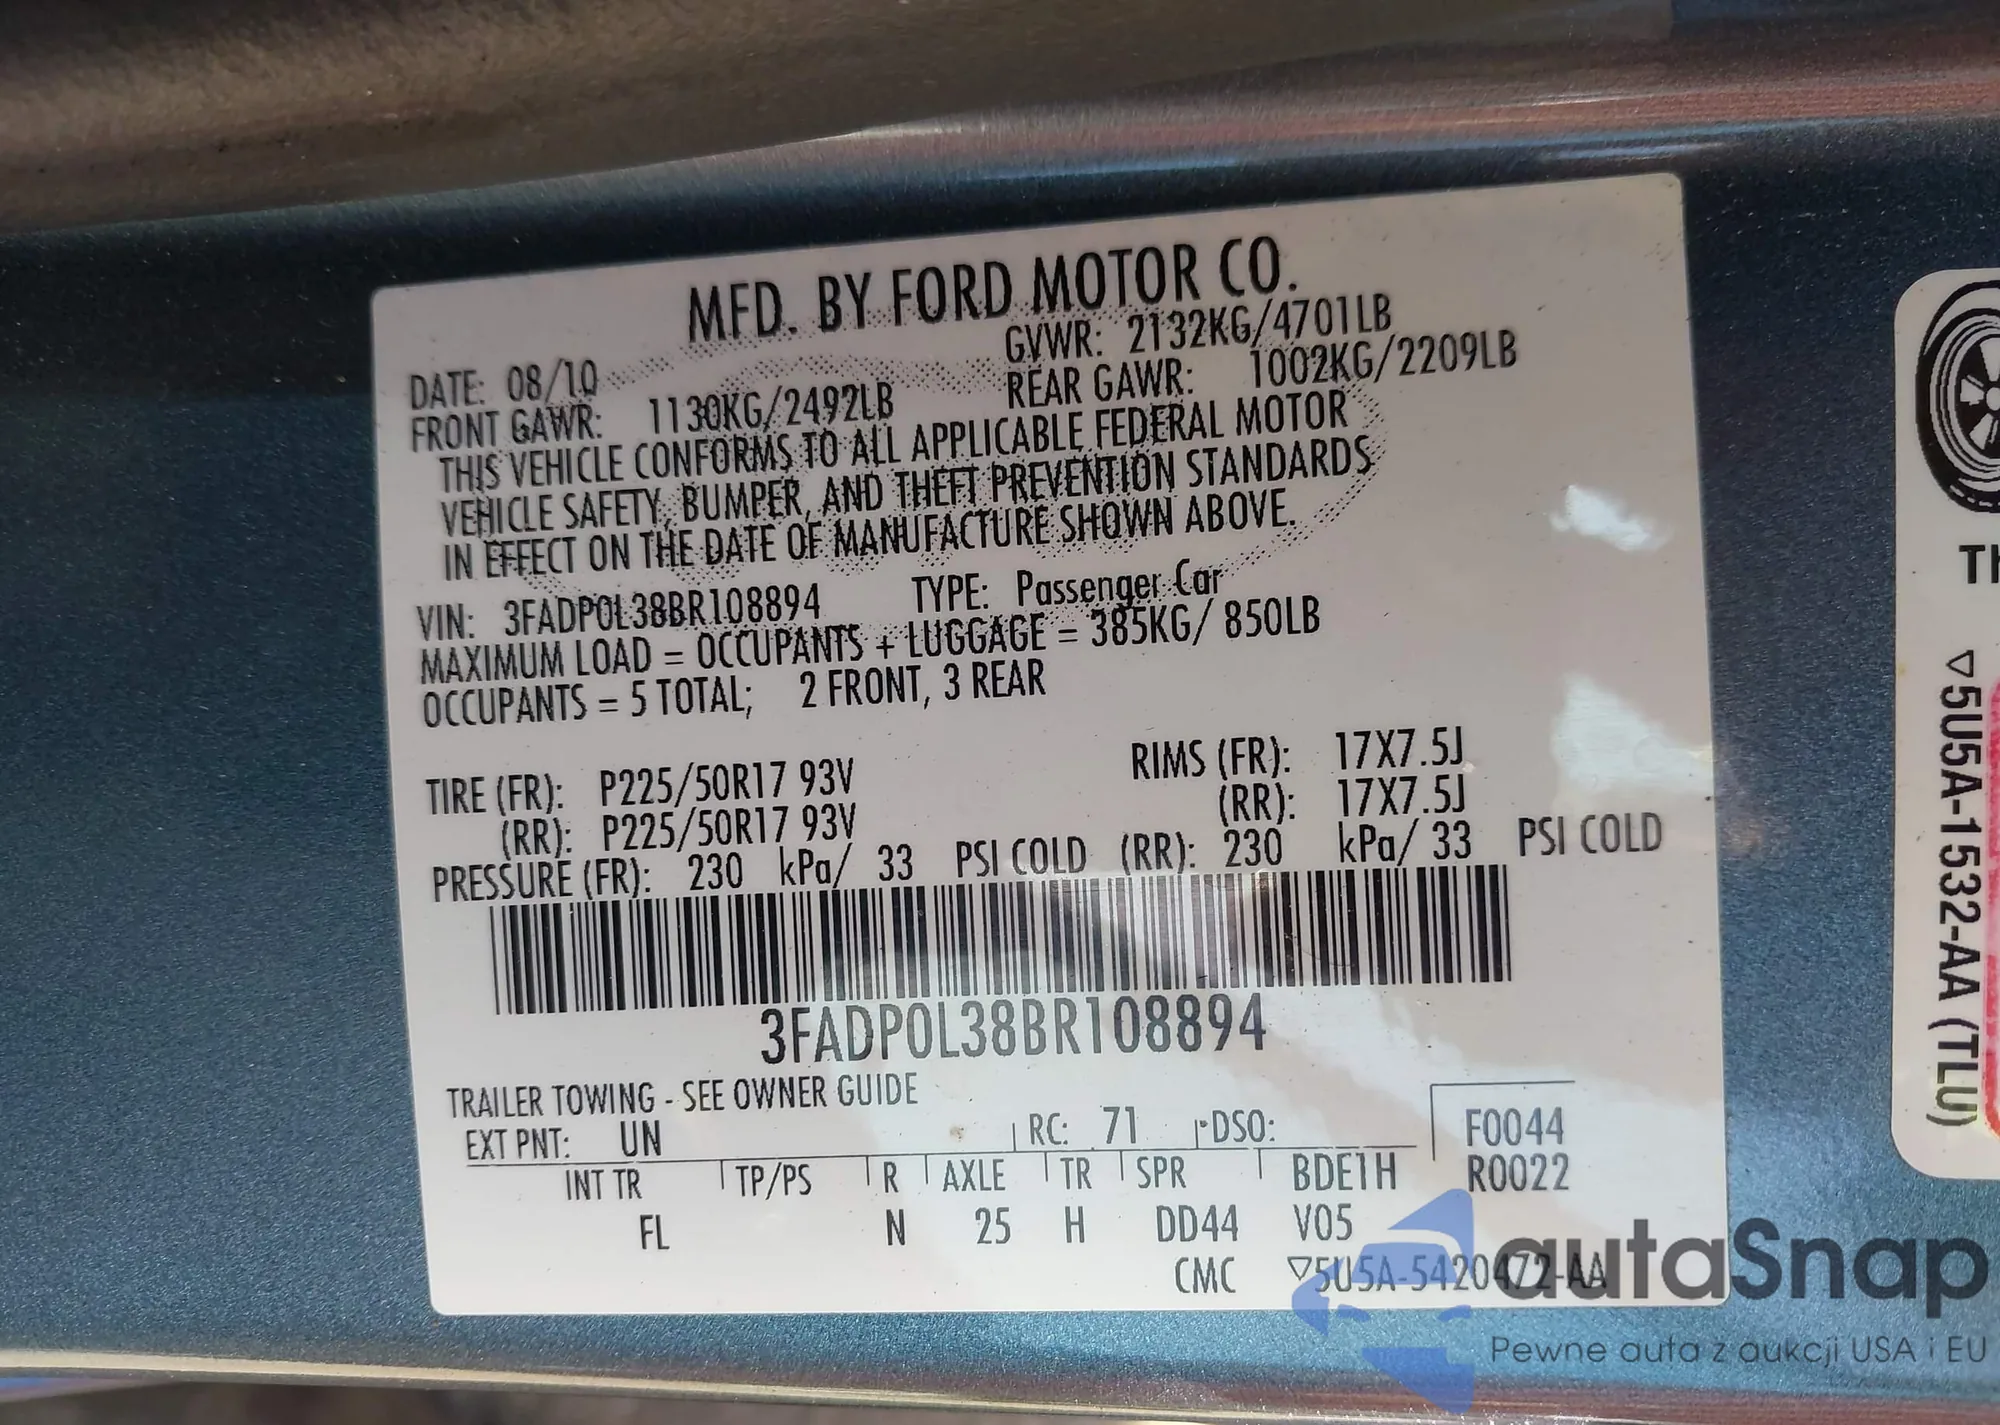 MFD. BY FORD MOTOR CO.
DATE: 08/10 GVWR: 2132KG/4701LB
FRONT GAWR: 1130KG/2492LB REAR GAWR: 1002KG/2209LB
THIS VEHICLE CONFORMS TO ALL APPLICABLE FEDERAL MOTOR
VEHICLE SAFETY, BUMPER, AND THEFT PREVENTION STANDARDS
IN EFFECT ON THE DATE OF MANUFACTURE SHOWN ABOVE.
VIN: 3FADP0L38BR108894 TYPE: Passenger Car
MAXIMUM LOAD = OCCUPANTS + LUGGAGE = 385KG/ 850LB
OCCUPANTS = 5 TOTAL; 2 FRONT, 3 REAR
TIRE (FR): P225/50R17 93V RIMS (FR): 17X7.5J
(RR): P225/50R17 93V (RR): 17X7.5J
PRESSURE (FR): 230 kPa/ 33 PSI COLD (RR): 230 kPa/ 33 PSI COLD
3FADP0L38BR108894
TRAILER TOWING - SEE OWNER GUIDE
EXT PNT: UN RC: 71 DSO: F0044
INT TR TP/PS R AXLE TR SPR BDE1H R0022
FL N 25 H DD44 V05
CMC ▽5U5A-5420472-AA
▽5U5A-1532-AA (TLU)
autaSnap
Pewne auta z aukcji USA i EU